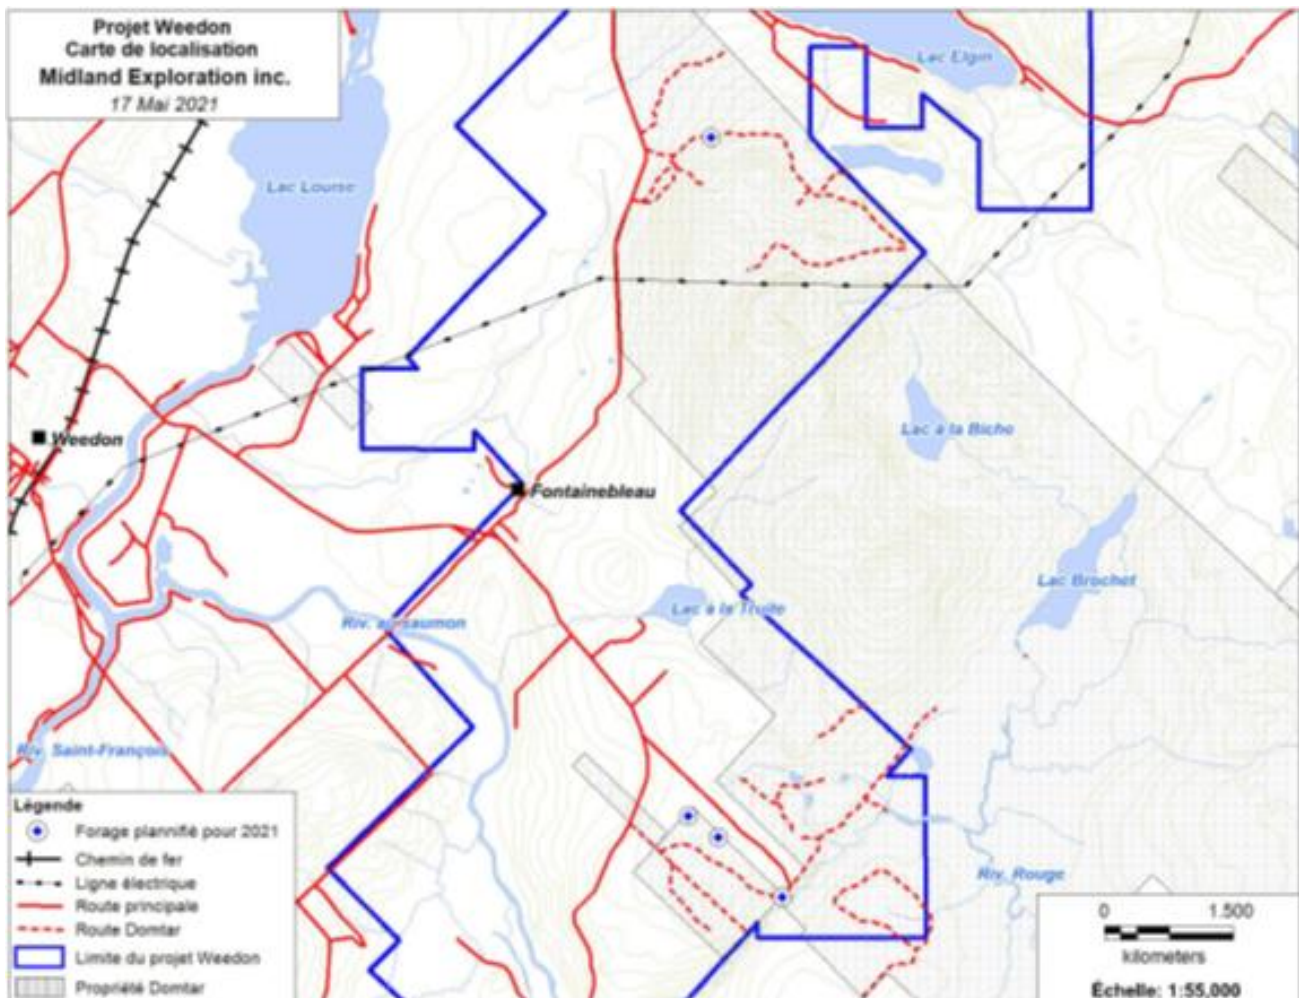 Projet Weedon
Carte de localisation
Midland Exploration inc.
17 Mai 2021
Lac Elgin
Lac Lourse
Lac à la Biche
Weedon
Fontainebleau
Lac Brochet
Lac à la Truite
Riv. au Saumon
Riv. Saint-François
Riv. Rouge
Légende
Forage plannifié pour 2021
Chemin de fer
Ligne électrique
Route principale
Route Domtar
Limite du projet Weedon
Propriété Domtar
0 1.500
kilometers
Échelle: 1:55,000